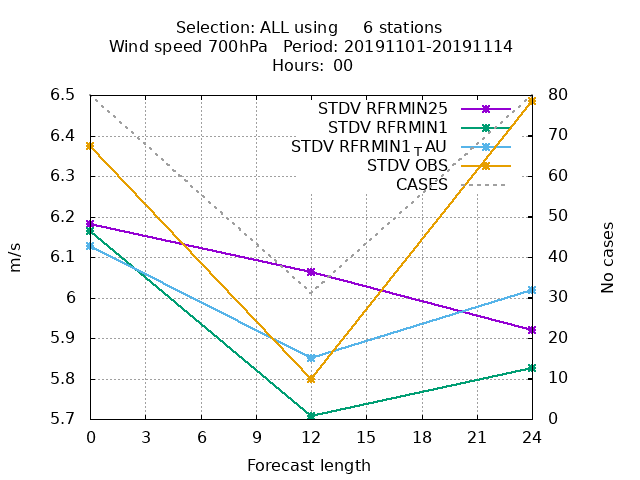 Selection: ALL using     6 stations
Wind speed 700hPa   Period: 20191101-20191114
Hours:  00
6.5
6.4
6.3
6.2
6.1
6
5.9
5.8
5.7
m/s
80
70
60
50
40
30
20
10
0
No cases
STDV RFRMIN25
STDV RFRMIN1
STDV RFRMIN1TAU
STDV OBS
CASES
0 3 6 9 12 15 18 21 24
Forecast length